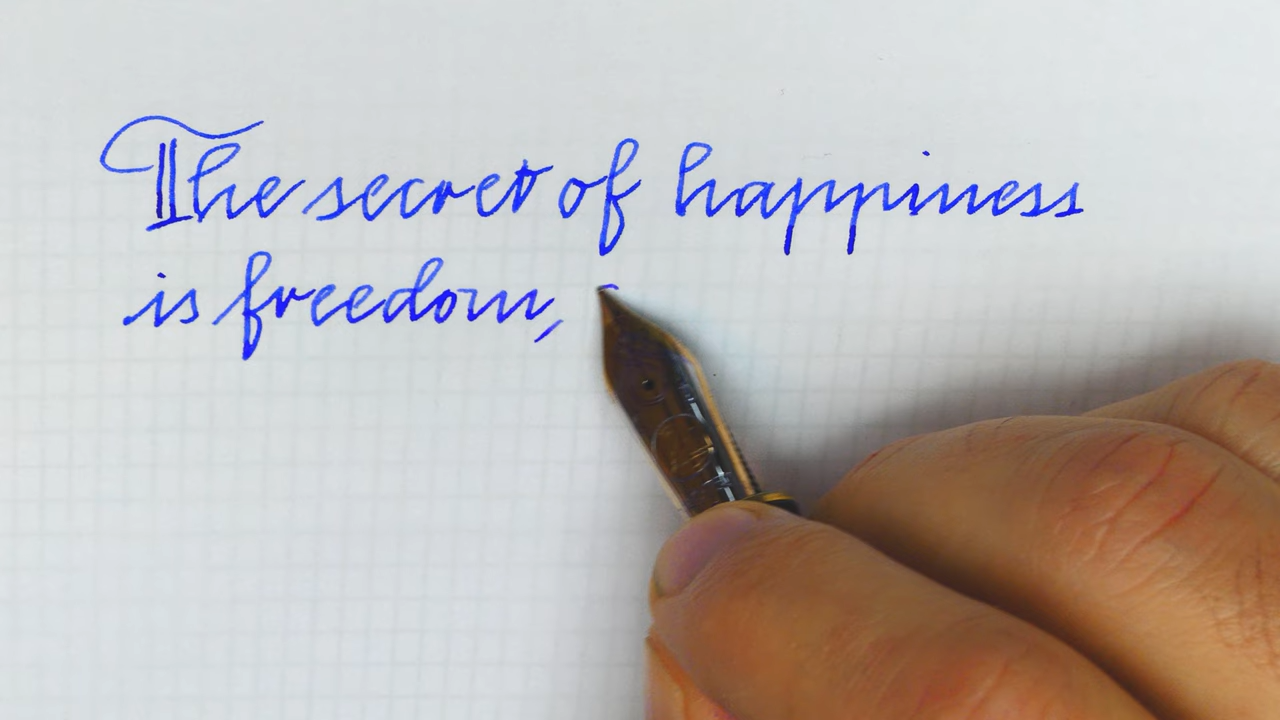 The secret of happiness
is freedom,